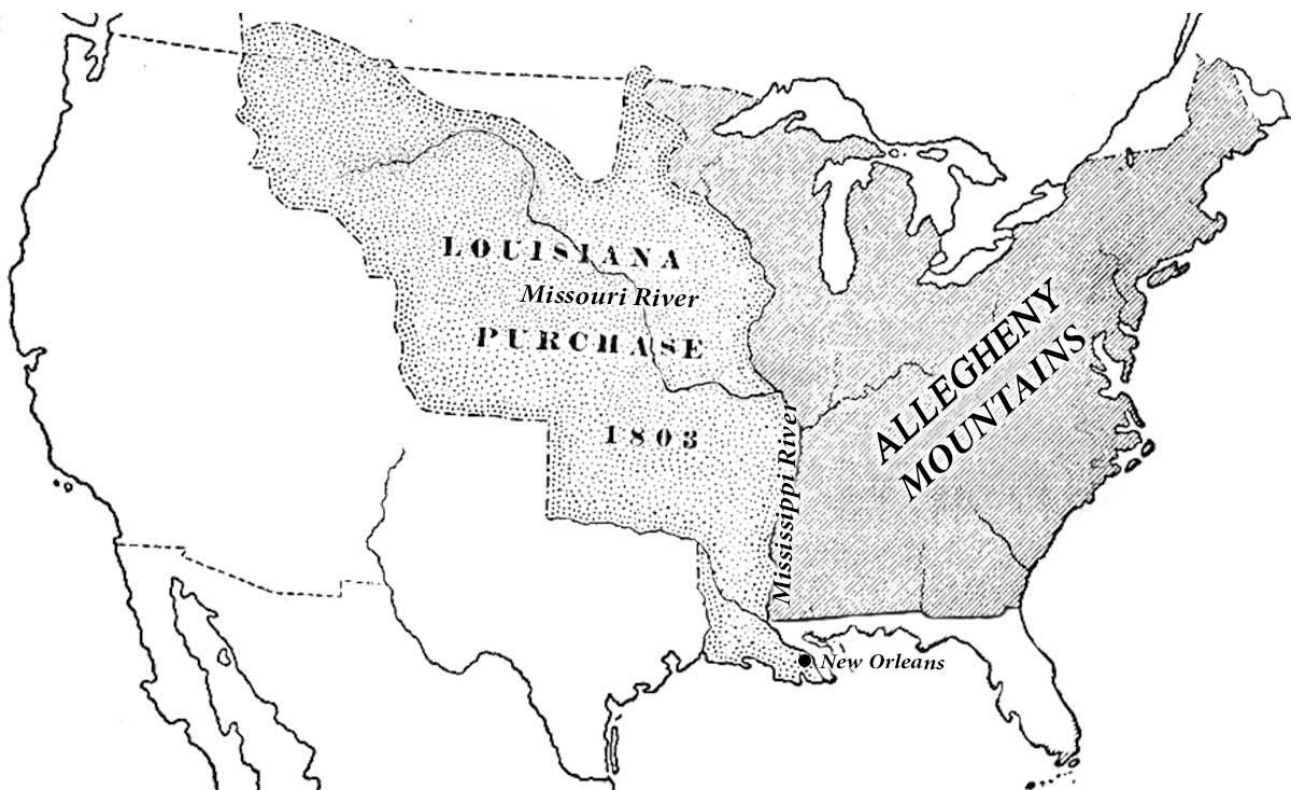 LOUISIANA
Missouri River
PURCHASE
1803
Mississippi River
ALLEGHENY
MOUNTAINS
New Orleans